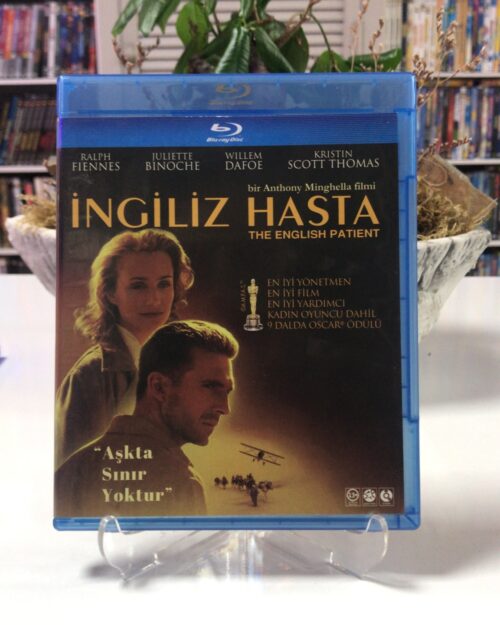 Blu-ray Disc
RALPH FIENNES
JULIETTE BINOCHE
WILLEM DAFOE
KRISTIN SCOTT THOMAS
bir Anthony Minghella filmi
İNGİLİZ HASTA
THE ENGLISH PATIENT
EN İYİ YÖNETMEN
EN İYİ FİLM
EN İYİ YARDIMCI
KADIN OYUNCU DAHİL
9 DALDA OSCAR® ÖDÜLÜ
"Aşkta
Sınır
Yoktur"